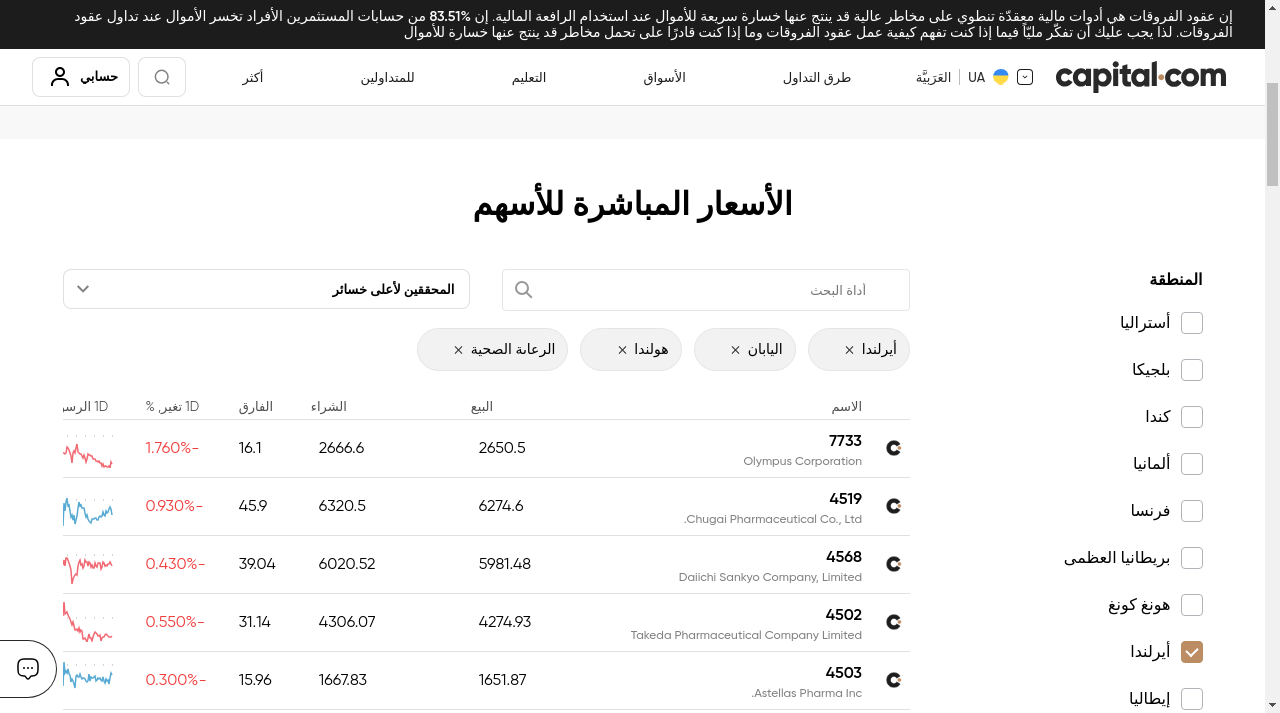 إن عقود الفروقات هي أدوات مالية معقدّة تنطوي على مخاطر عالية قد ينتج عنها خسارة سريعة للأموال عند استخدام الرافعة المالية. إن 83.51% من حسابات المستثمرين الأفراد تخسر الأموال عند تداول عقود
الفروقات. لذا يجب عليك أن تفكّر مليّاً فيما إذا كنت تفهم كيفية عمل عقود الفروقات وما إذا كنت قادرًا على تحمل مخاطر قد ينتج عنها خسارة للأموال
capital.com
UA
العَرَبيَّة
طرق التداول
الأسواق
التعليم
للمتداولين
أكثر
حسابي
الأسعار المباشرة للأسهم
المنطقة
أستراليا
بلجيكا
كندا
ألمانيا
فرنسا
بريطانيا العظمى
هونغ كونغ
أيرلندا
إيطاليا
أداة البحث
المحققين لأعلى خسائر
أيرلندا
اليابان
هولندا
الرعاىة الصحية
الاسم البيع الشراء الفارق 1D تغير, % 1D الرسو
7733 2650.5 2666.6 16.1 -1.760%
Olympus Corporation
4519 6274.6 6320.5 45.9 -0.930%
Chugai Pharmaceutical Co., Ltd.
4568 5981.48 6020.52 39.04 -0.430%
Daiichi Sankyo Company, Limited
4502 4274.93 4306.07 31.14 -0.550%
Takeda Pharmaceutical Company Limited
4503 1651.87 1667.83 15.96 -0.300%
Astellas Pharma Inc.